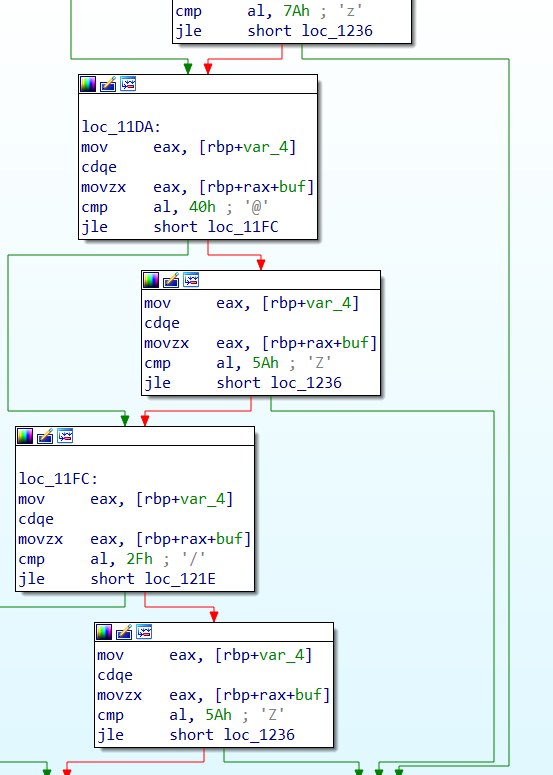 cmp al, 7Ah ; 'z'
jle short loc_1236
loc_11DA:
mov eax, [rbp+var_4]
cdqe
movzx eax, [rbp+rax+buf]
cmp al, 40h ; '@'
jle short loc_11FC
mov eax, [rbp+var_4]
cdqe
movzx eax, [rbp+rax+buf]
cmp al, 5Ah ; 'Z'
jle short loc_1236
loc_11FC:
mov eax, [rbp+var_4]
cdqe
movzx eax, [rbp+rax+buf]
cmp al, 2Fh ; '/'
jle short loc_121E
mov eax, [rbp+var_4]
cdqe
movzx eax, [rbp+rax+buf]
cmp al, 5Ah ; 'Z'
jle short loc_1236